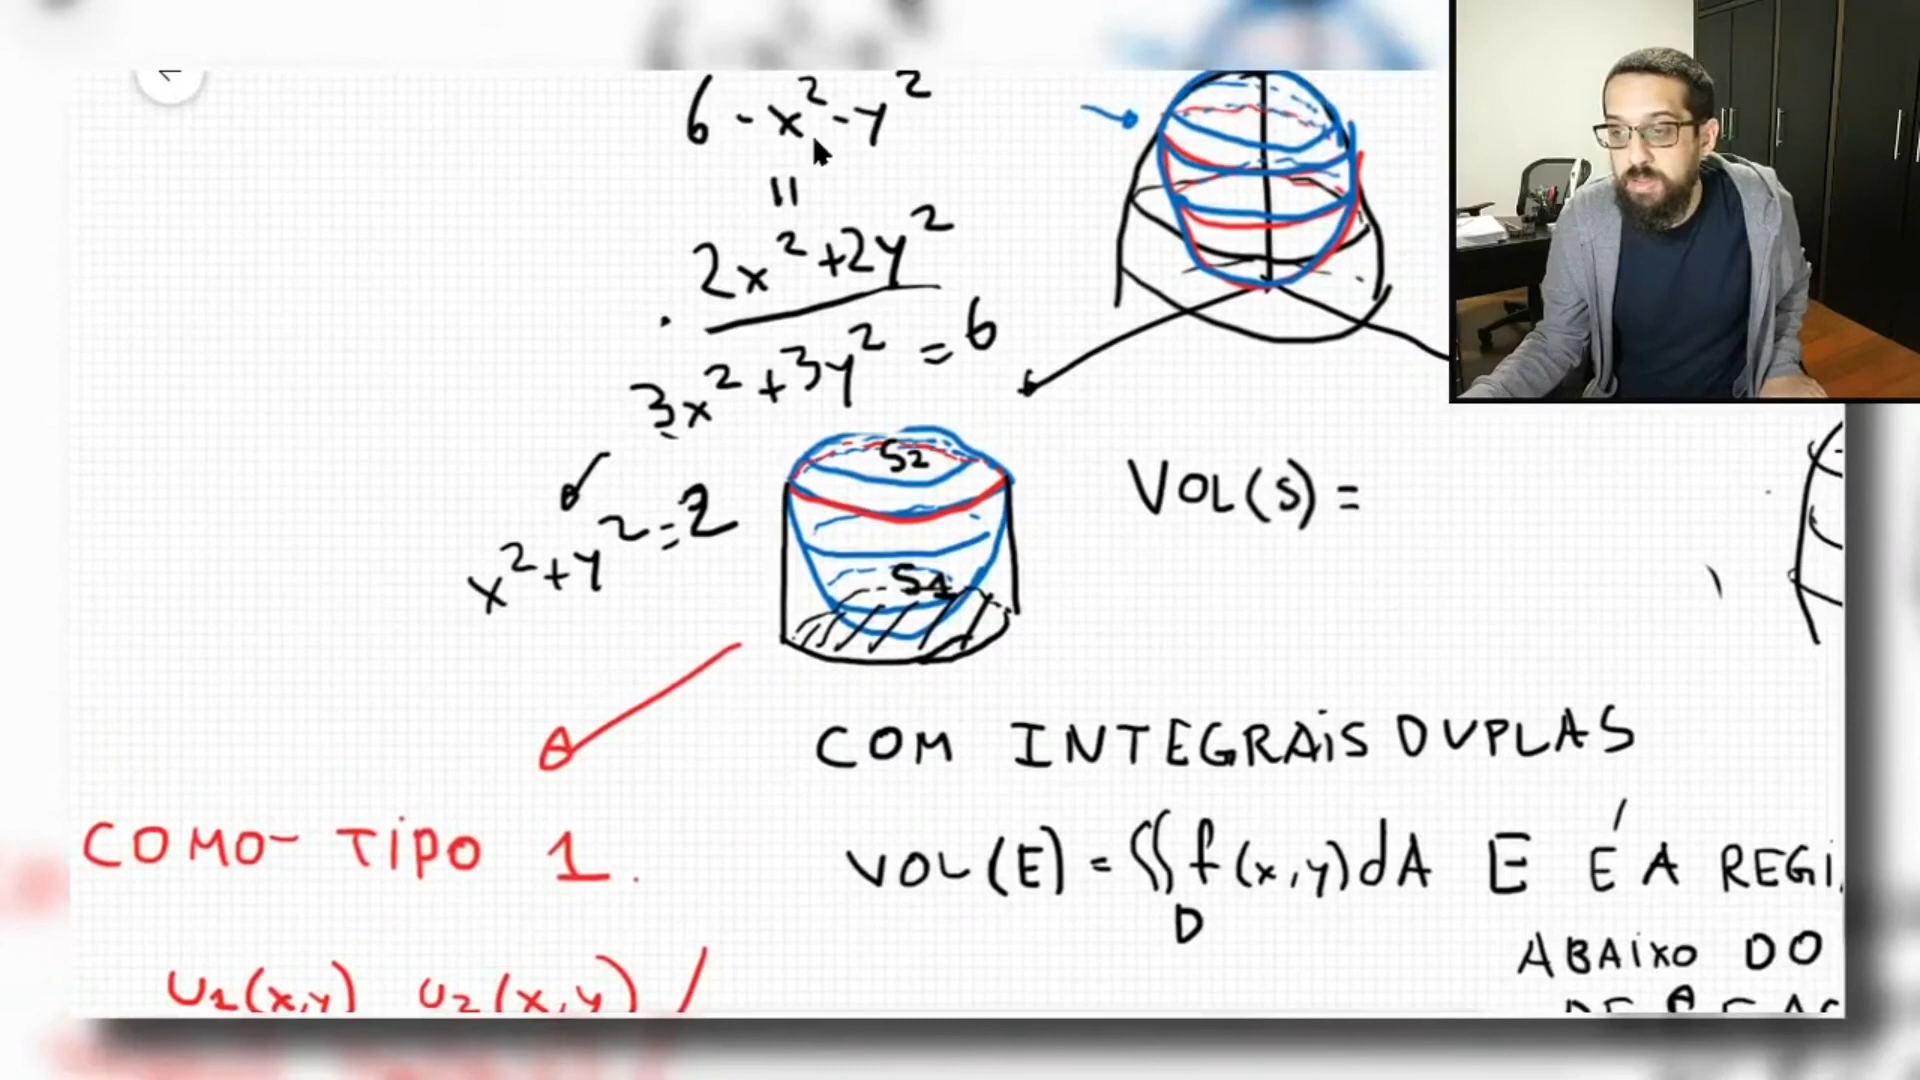 6 - x² - y²
=
2x² + 2y²
3x² + 3y² = 6
x² + y² = 2
S2
S1
VOL(S) =
COM INTEGRAIS DUPLAS
VOL(E) = ∬ f(x,y)dA E É A REGI
D
ABAIXO DO
COMO- TIPO 1.
U1(x,y) U2(x,y) /